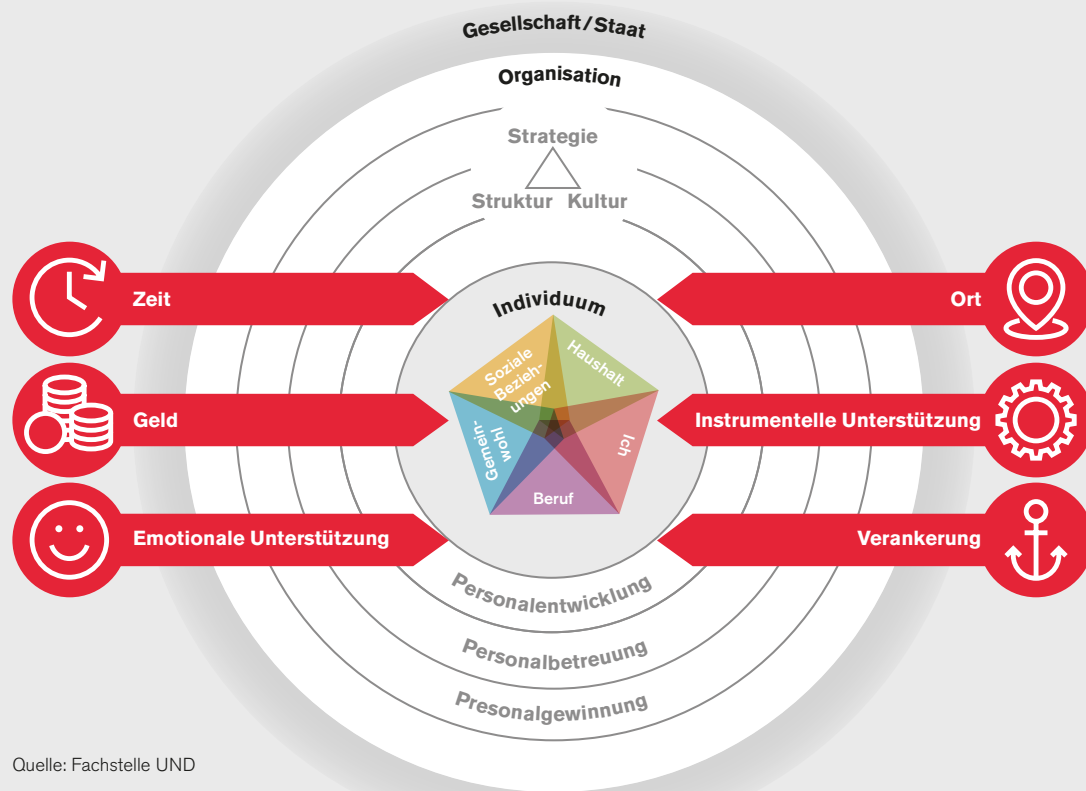 Gesellschaft/Staat
Organisation
Strategie
Struktur Kultur
Zeit
Geld
Emotionale Unterstützung
Individuum
Soziale
Bezieh-
ungen
Haushalt
Gemein-
wohl
Ich
Beruf
Ort
Instrumentelle Unterstützung
Verankerung
Personalentwicklung
Personalbetreuung
Presonalgewinnung
Quelle: Fachstelle UND